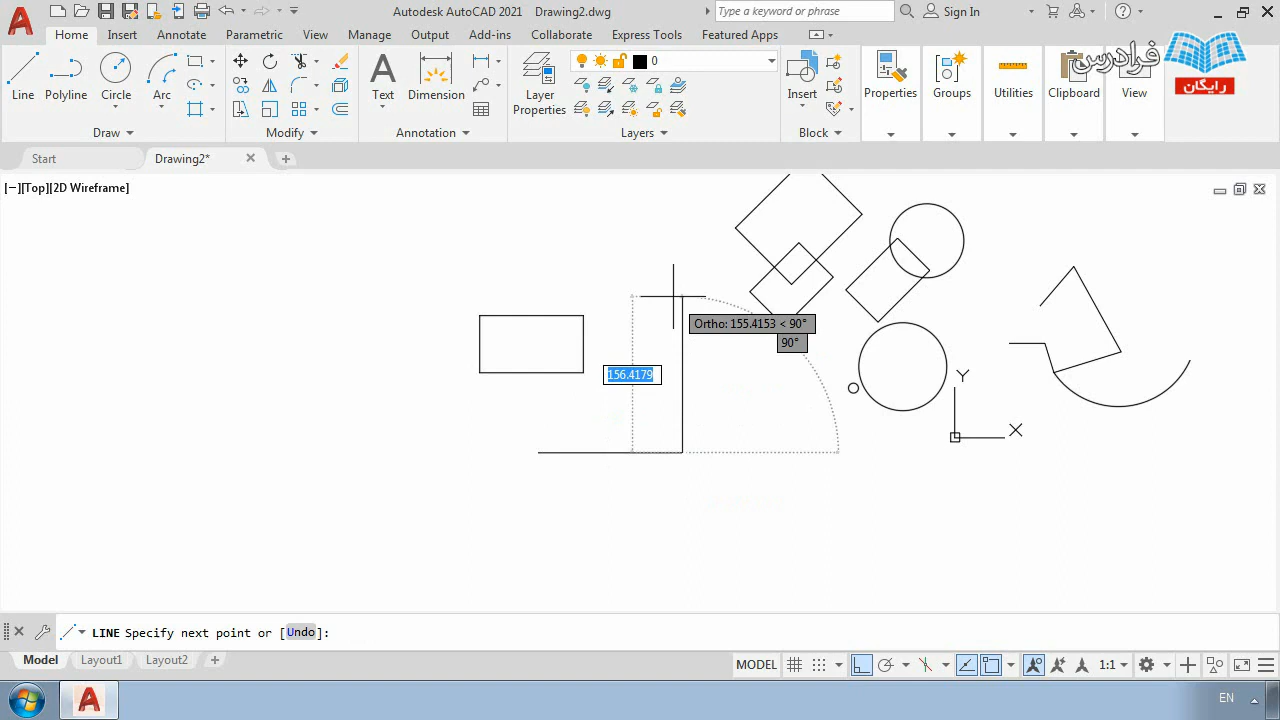 Autodesk AutoCAD 2021 Drawing2.dwg
Type a keyword or phrase
Sign In
Home Insert Annotate Parametric View Manage Output Add-ins Collaborate Express Tools Featured Apps
فرادرس
رایگان
Line Polyline Circle Arc
Text Dimension
Layer
Properties
0
Insert
Properties Groups Utilities Clipboard View
Draw Modify Annotation Layers Block
Start Drawing2*
[−][Top][2D Wireframe]
Ortho: 155.4153 < 90°
90°
156.4179
Y
X
LINE Specify next point or [Undo]:
Model Layout1 Layout2
MODEL 1:1
EN